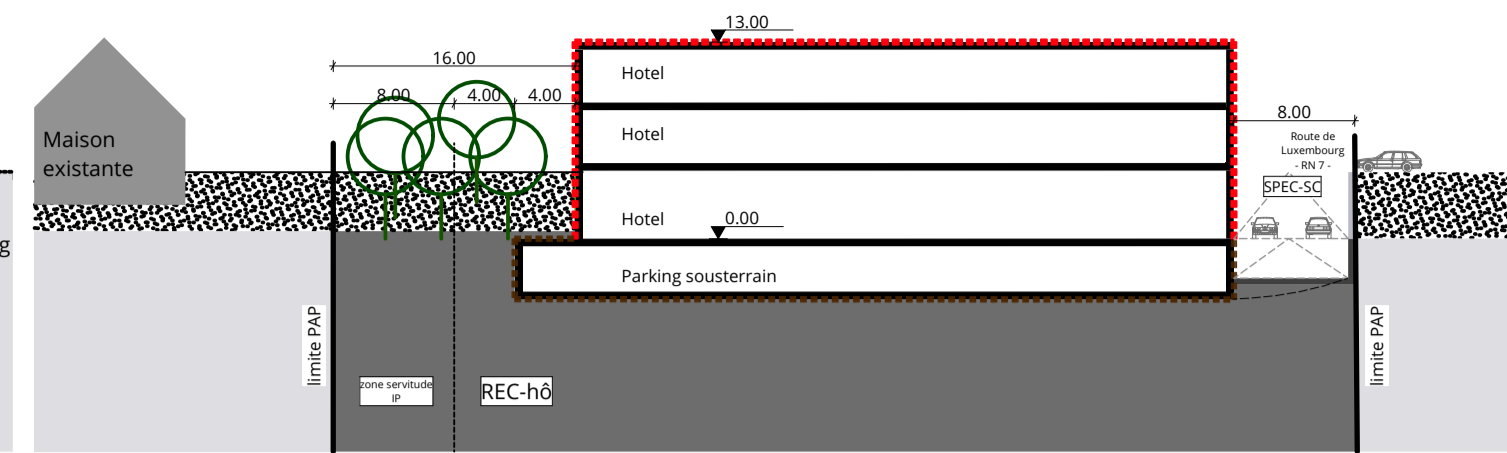 13.00
16.00
Hotel
8.00
4.00
4.00
8.00
Maison
existante
Hotel
Route de
Luxembourg
- RN 7 -
SPEC-SC
Hotel
0.00
g
Parking sousterrain
limite PAP
limite PAP
zone servitude
IP
REC-hô